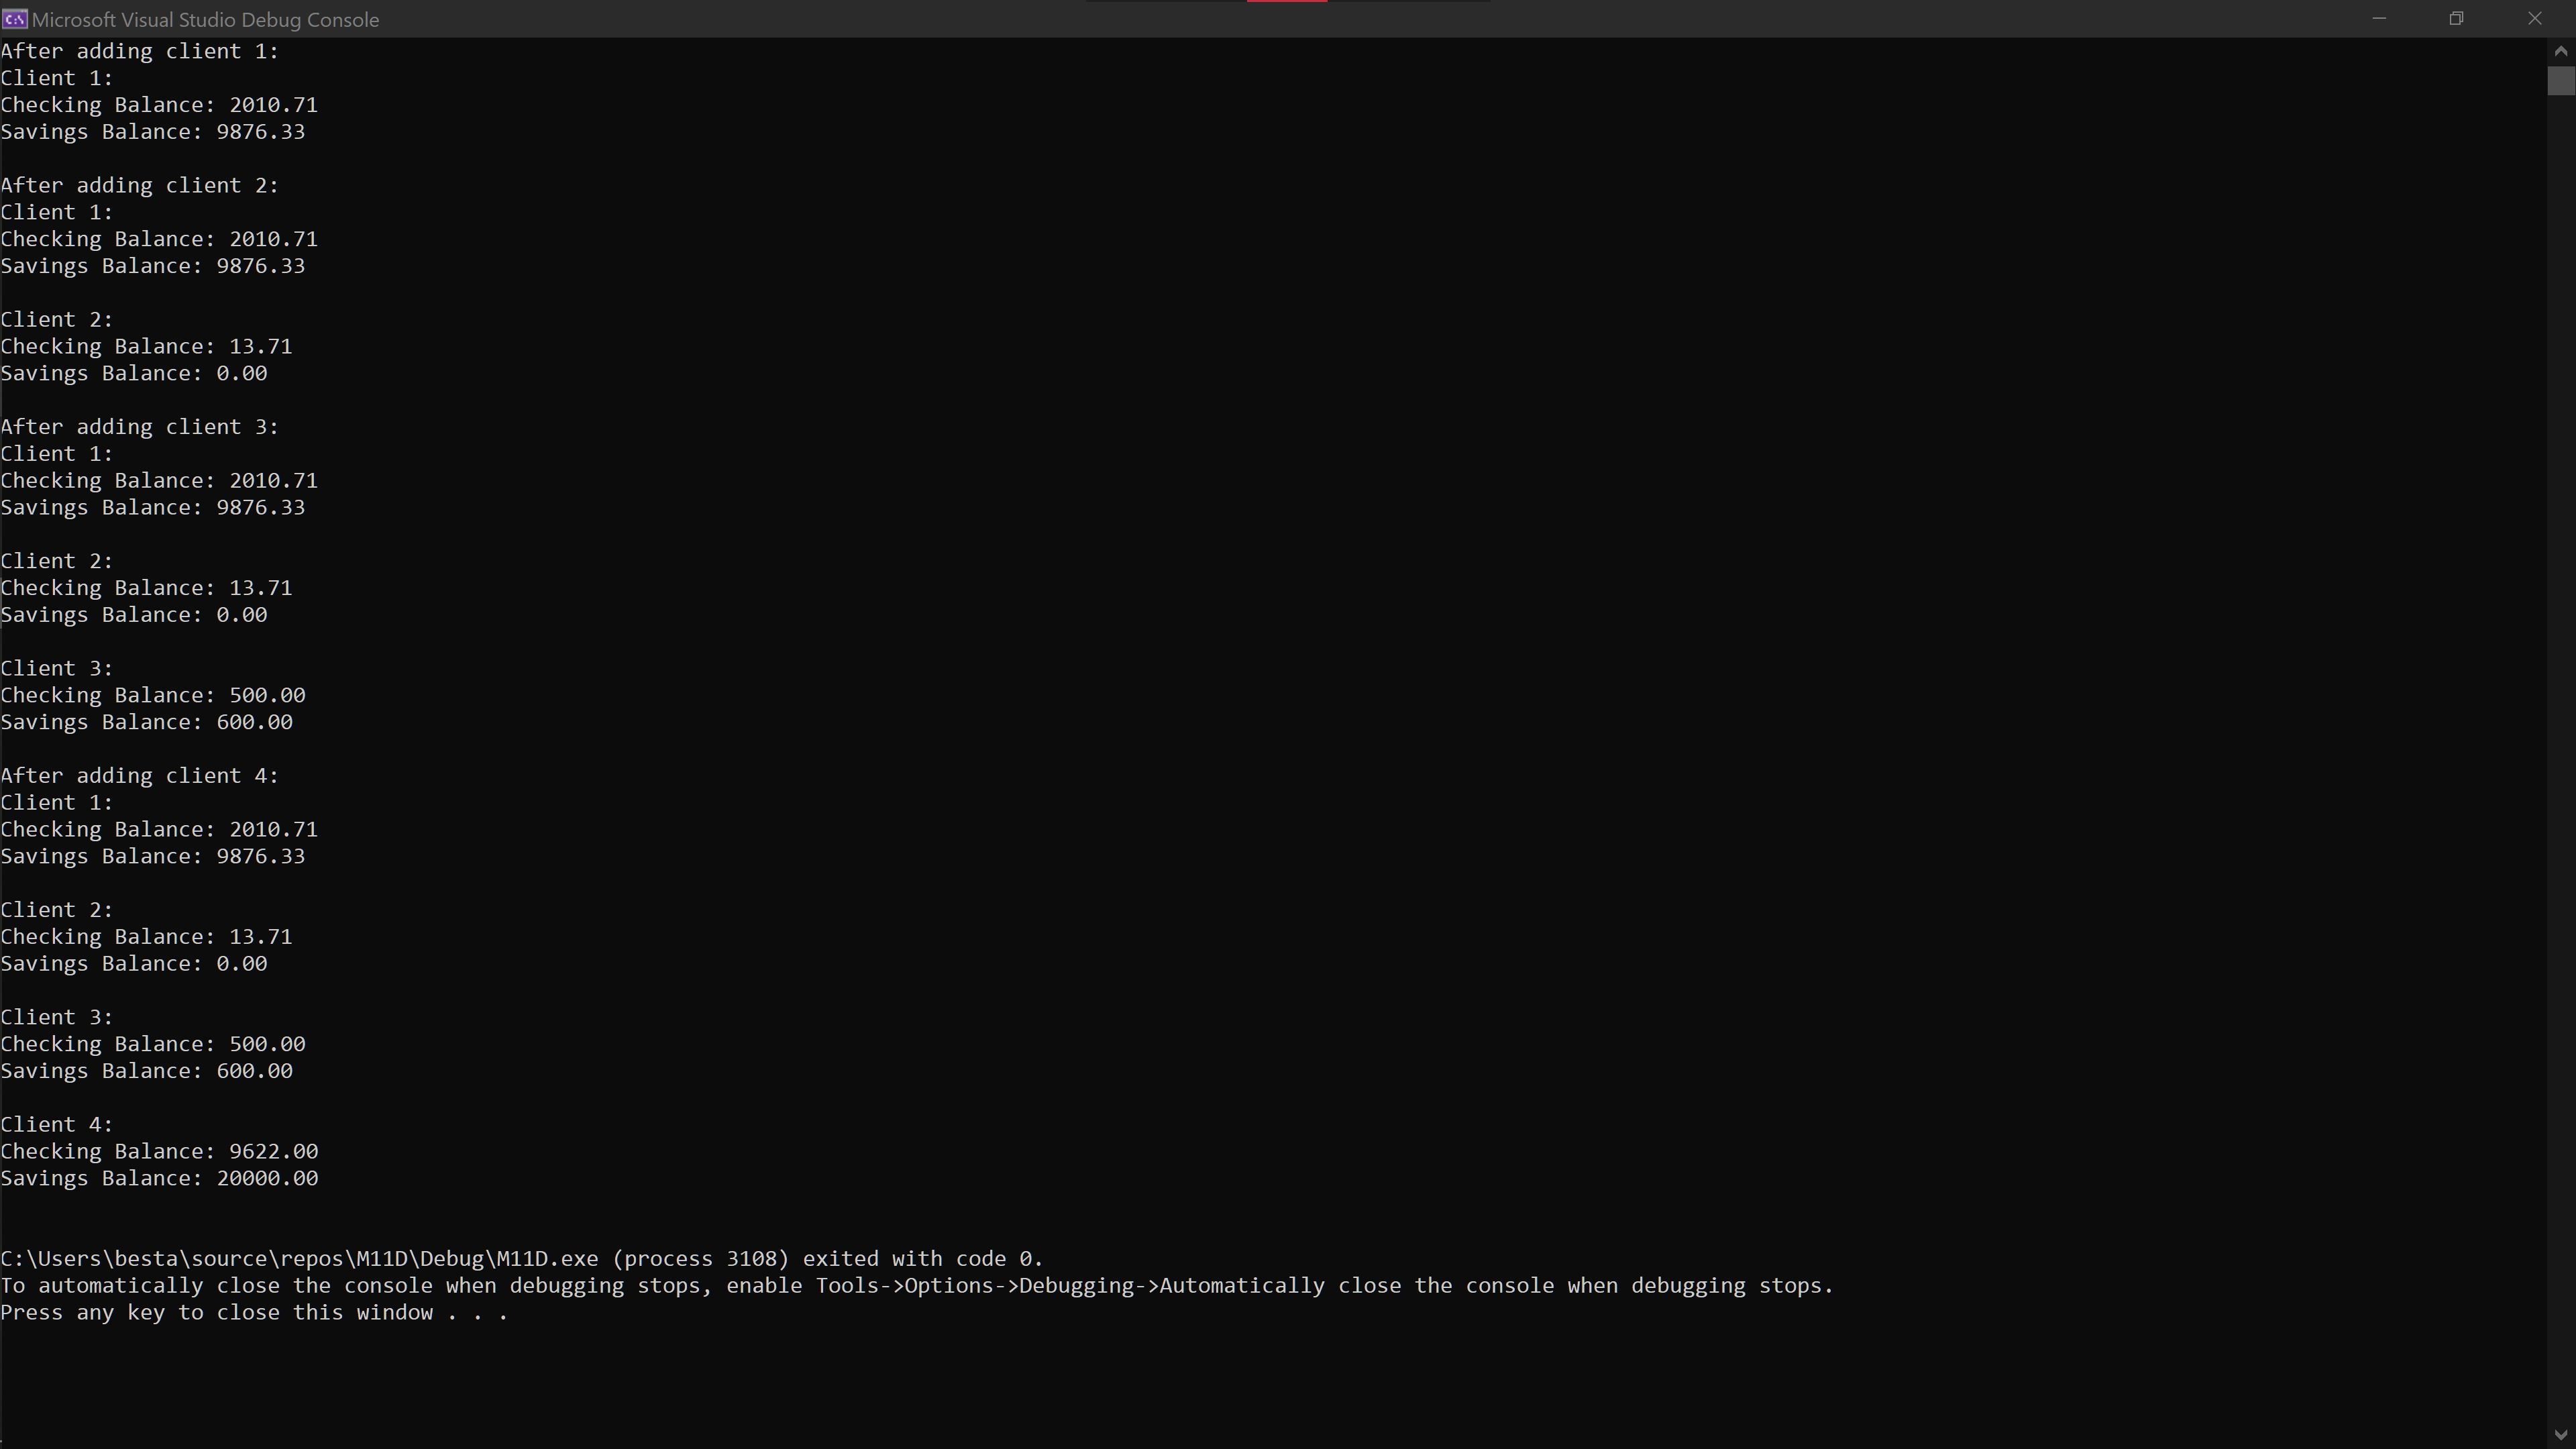 Microsoft Visual Studio Debug Console
After adding client 1:
Client 1:
Checking Balance: 2010.71
Savings Balance: 9876.33
After adding client 2:
Client 1:
Checking Balance: 2010.71
Savings Balance: 9876.33
Client 2:
Checking Balance: 13.71
Savings Balance: 0.00
After adding client 3:
Client 1:
Checking Balance: 2010.71
Savings Balance: 9876.33
Client 2:
Checking Balance: 13.71
Savings Balance: 0.00
Client 3:
Checking Balance: 500.00
Savings Balance: 600.00
After adding client 4:
Client 1:
Checking Balance: 2010.71
Savings Balance: 9876.33
Client 2:
Checking Balance: 13.71
Savings Balance: 0.00
Client 3:
Checking Balance: 500.00
Savings Balance: 600.00
Client 4:
Checking Balance: 9622.00
Savings Balance: 20000.00
C:\Users\besta\source\repos\M11D\Debug\M11D.exe (process 3108) exited with code 0.
To automatically close the console when debugging stops, enable Tools->Options->Debugging->Automatically close the console when debugging stops.
Press any key to close this window . . .